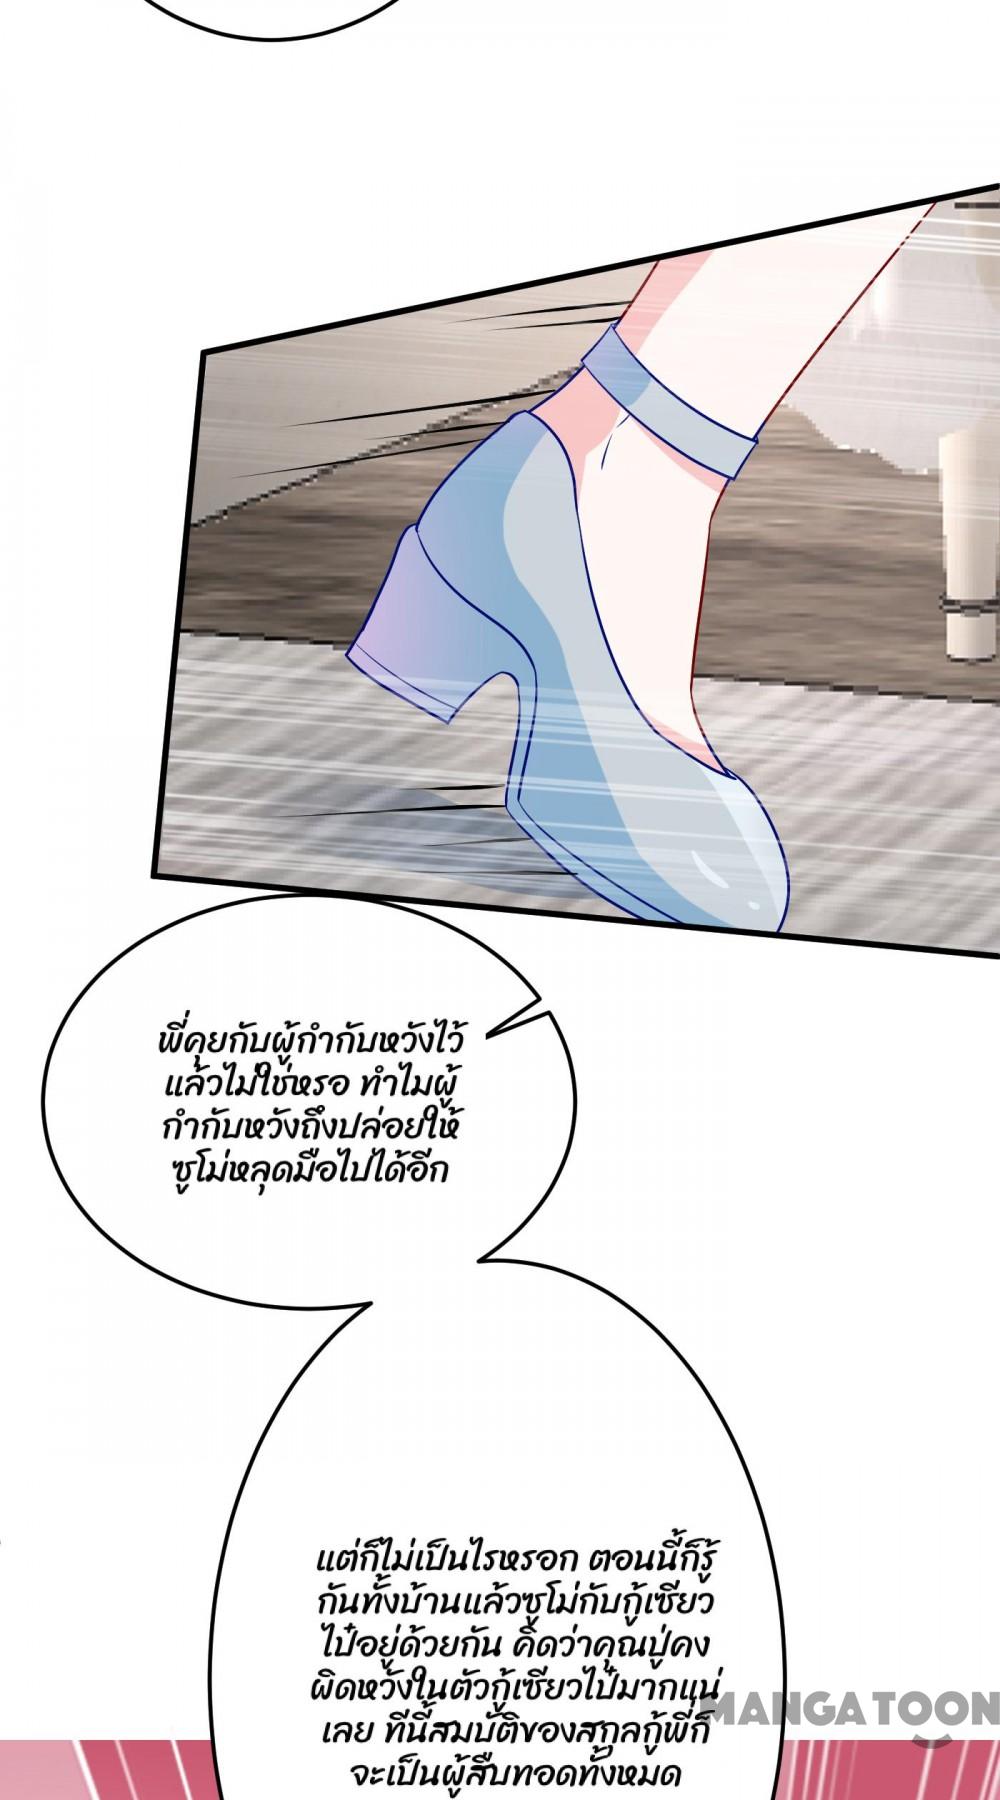 พี่คุยกับผู้กำกับหวังไว้
แล้วไม่ใช่หรอ ทำไมผู้
กำกับหวังถึงปล่อยให้
ซูโม่หลุดมือไปได้อีก
แต่ก็ไม่เป็นไรหรอก ตอนนี้ก็รู้
กันทั้งบ้านแล้วซูโม่กับกู้เซียว
ไป๋อยู่ด้วยกัน คิดว่าคุณปู่คง
ผิดหวังในตัวกู้เซียวไป๋มากแน่
เลย ทีนี้สมบัติของสกุลกู้พี่ก็
จะเป็นผู้สืบทอดทั้งหมด
MANGATOON